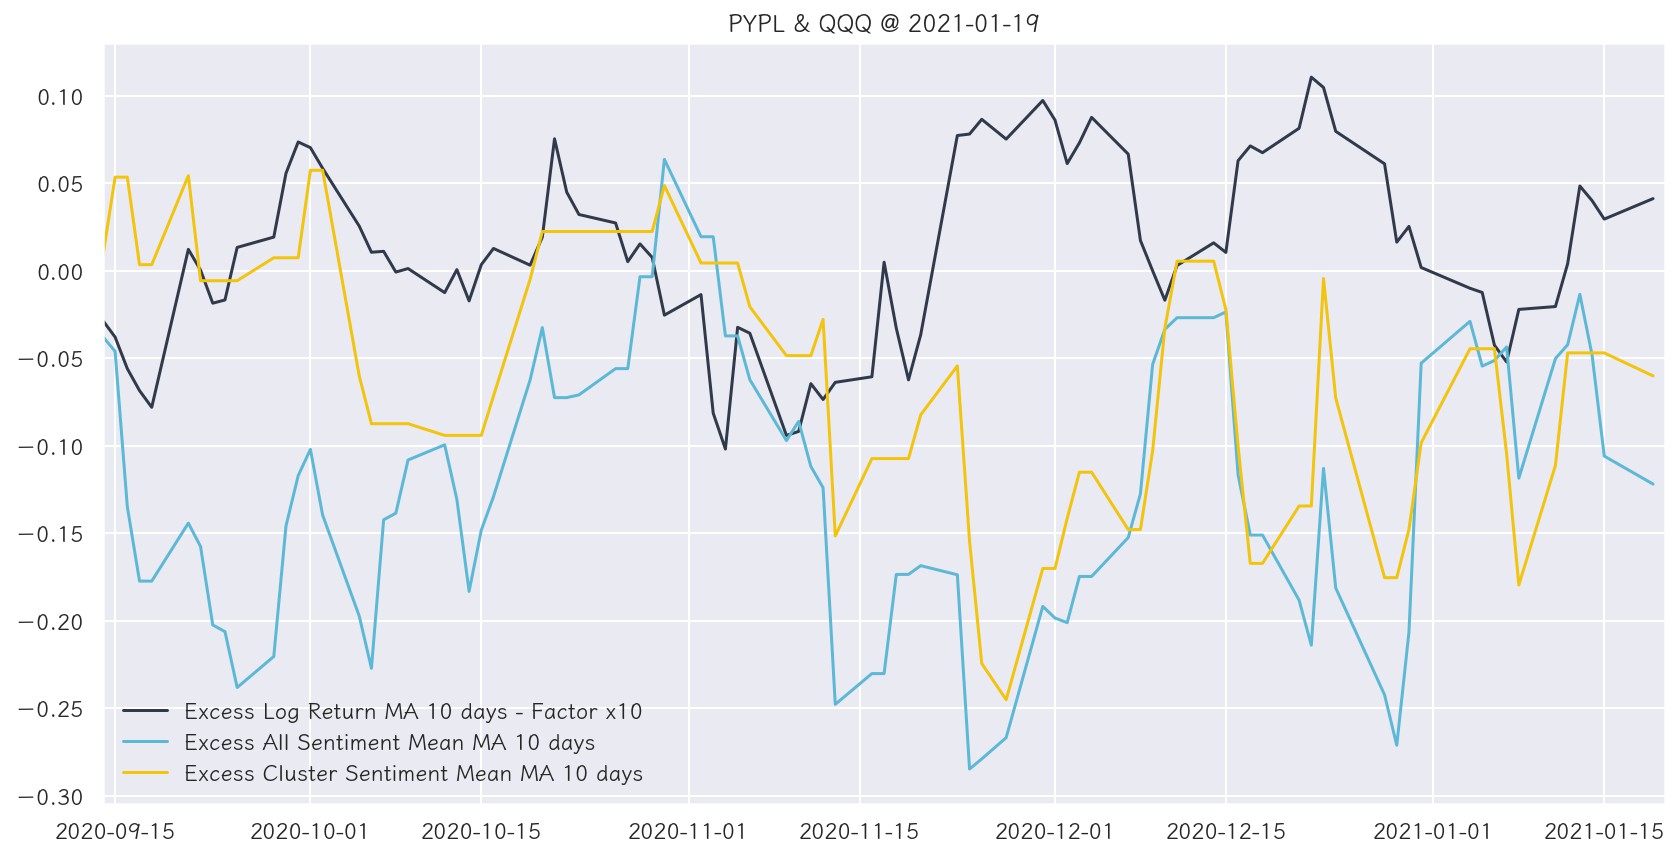 PYPL & QQQ @ 2021-01-19
0.10
0.05
0.00
−0.05
−0.10
−0.15
−0.20
−0.25
−0.30
Excess Log Return MA 10 days - Factor x10
Excess All Sentiment Mean MA 10 days
Excess Cluster Sentiment Mean MA 10 days
2020-09-15 2020-10-01 2020-10-15 2020-11-01 2020-11-15 2020-12-01 2020-12-15 2021-01-01 2021-01-15